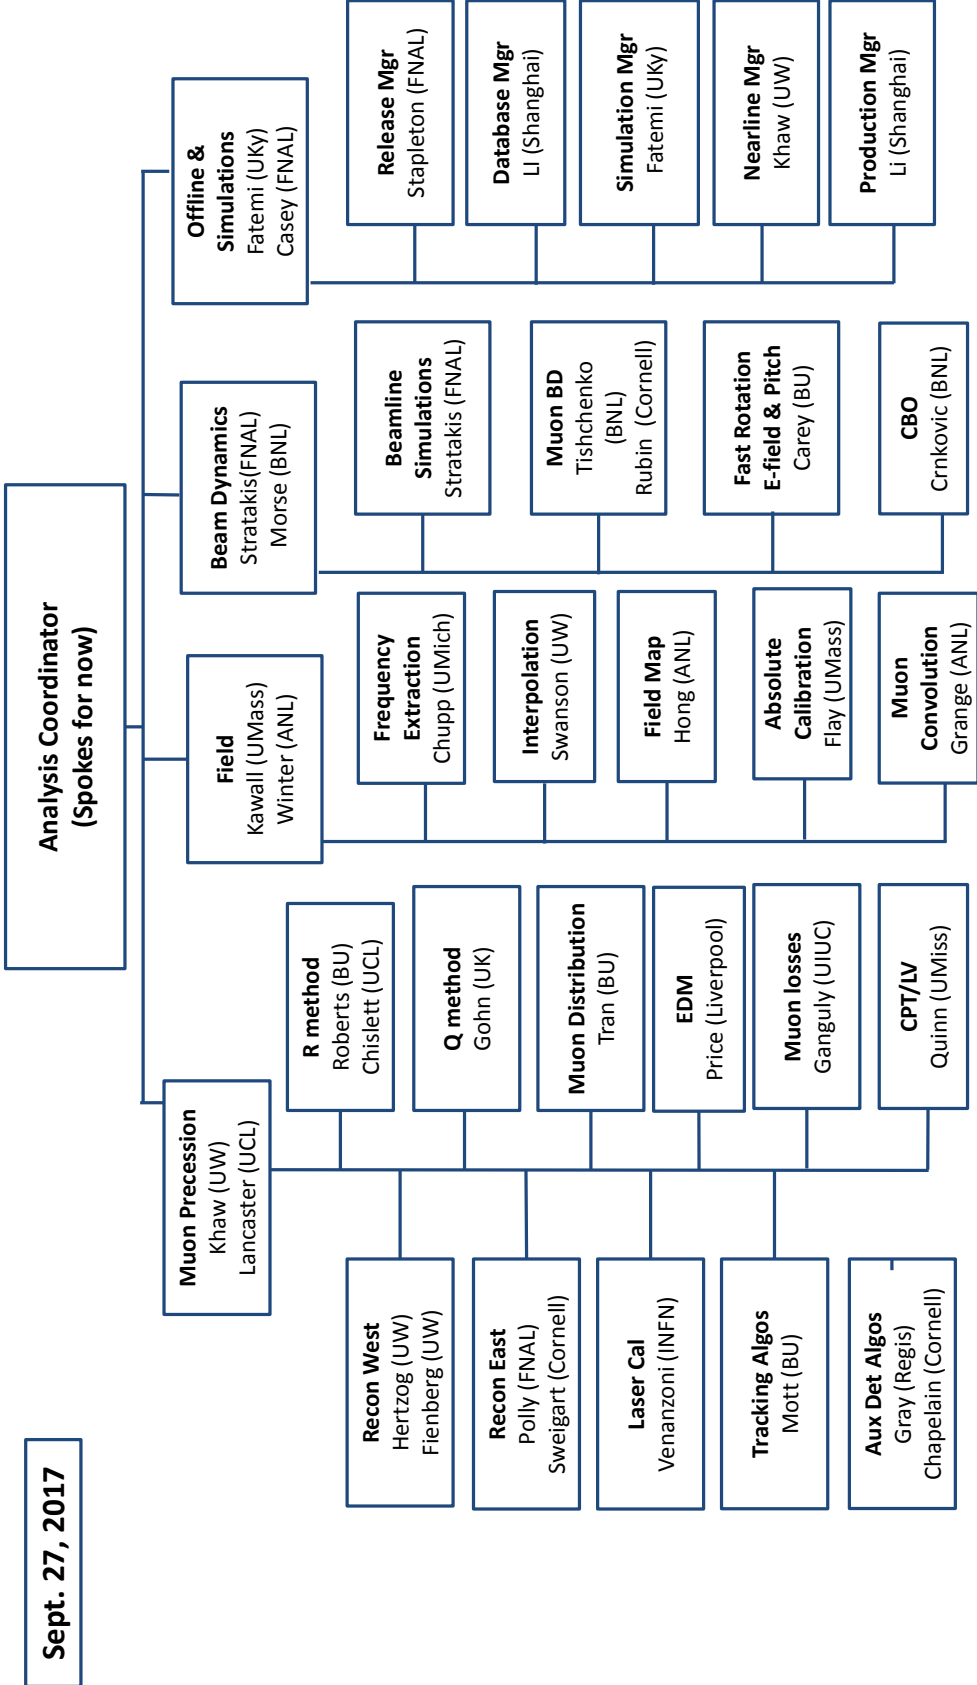 Sept. 27, 2017
Analysis Coordinator
(Spokes for now)
Muon Precession
Khaw (UW)
Lancaster (UCL)
Recon West
Hertzog (UW)
Fienberg (UW)
Recon East
Polly (FNAL)
Sweigart (Cornell)
Laser Cal
Venanzoni (INFN)
Tracking Algos
Mott (BU)
Aux Det Algos
Gray (Regis)
Chapelain (Cornell)
R method
Roberts (BU)
Chislett (UCL)
Q method
Gohn (UK)
Muon Distribution
Tran (BU)
EDM
Price (Liverpool)
Muon losses
Ganguly (UIUC)
CPT/LV
Quinn (UMiss)
Field
Kawall (UMass)
Winter (ANL)
Frequency
Extraction
Chupp (UMich)
Interpolation
Swanson (UW)
Field Map
Hong (ANL)
Absolute
Calibration
Flay (UMass)
Muon
Convolution
Grange (ANL)
Beam Dynamics
Stratakis(FNAL)
Morse (BNL)
Beamline
Simulations
Stratakis (FNAL)
Muon BD
Tishchenko
(BNL)
Rubin (Cornell)
Fast Rotation
E-field & Pitch
Carey (BU)
CBO
Crnkovic (BNL)
Offline &
Simulations
Fatemi (UKy)
Casey (FNAL)
Release Mgr
Stapleton (FNAL)
Database Mgr
LI (Shanghai)
Simulation Mgr
Fatemi (UKy)
Nearline Mgr
Khaw (UW)
Production Mgr
Li (Shanghai)